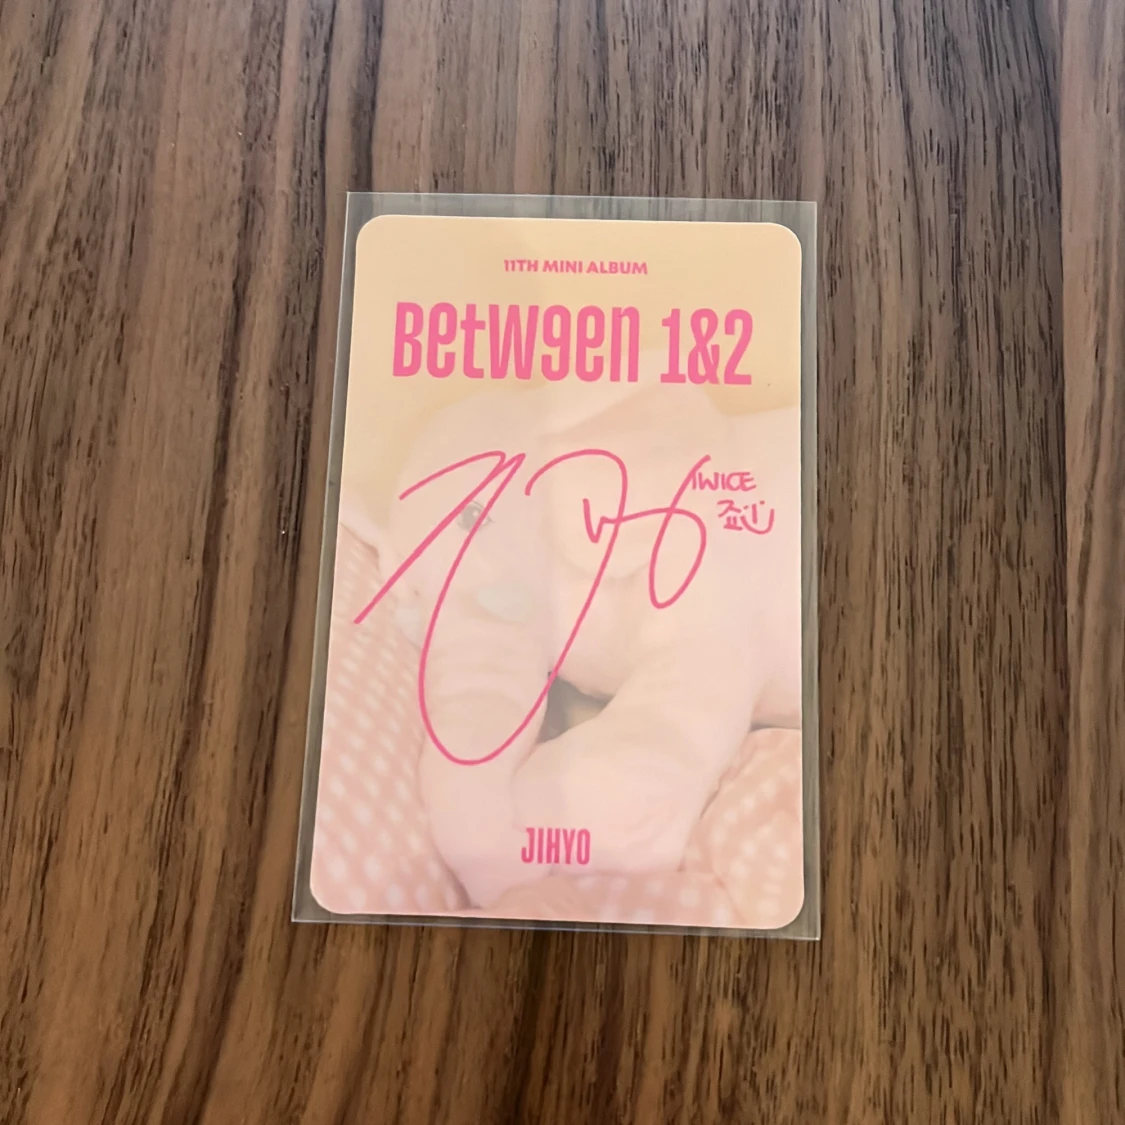 11TH MINI ALBUM
Betw9en 1&2
TWICE
JIHYO